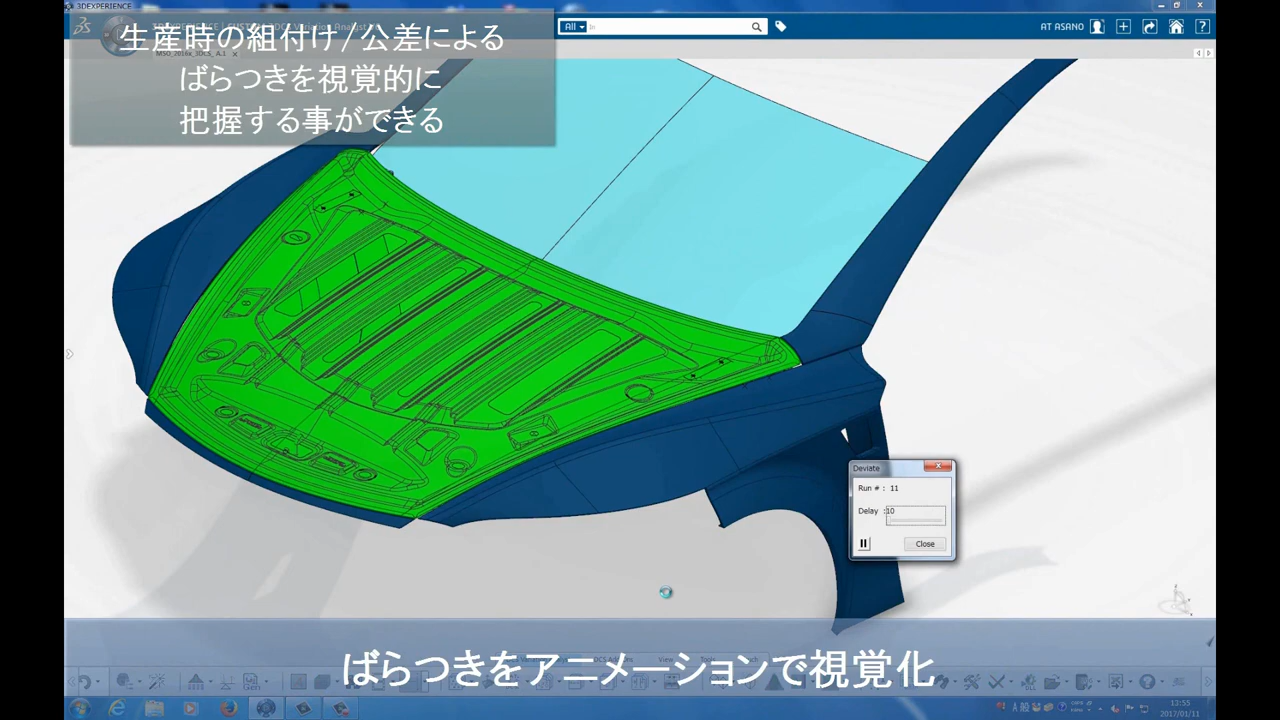 3DEXPERIENCE
生産時の組付け/公差による
ばらつきを視覚的に
把握する事ができる
All
AT ASANO
MSO_2016x_3DCS_A.1
Deviate
Run # : 11
Delay :10
Close
ばらつきをアニメーションで視覚化
13:55
2017/01/11